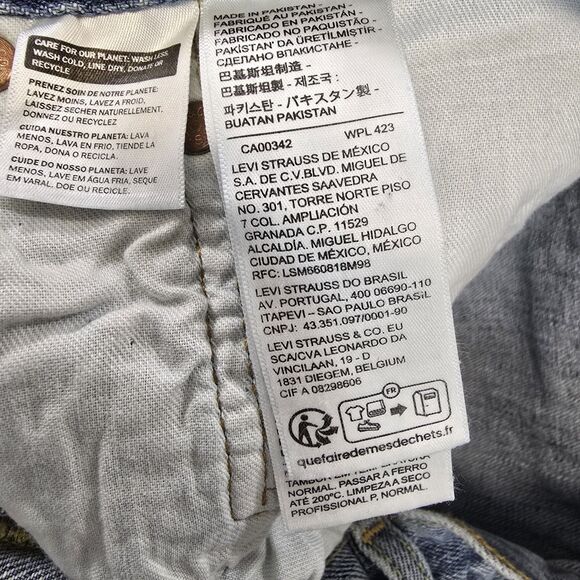 CARE FOR OUR PLANET: WASH LESS,
WASH COLD, LINE DRY, DONATE OR
RECYCLE
PRENEZ SOIN DE NOTRE PLANETE:
LAVEZ MOINS, LAVEZ A FROID,
LAISSEZ SECHER NATURELLEMENT,
DONNEZ OU RECYCLEZ
CUIDA NUESTRO PLANETA: LAVA
MENOS, LAVA EN FRIO, TIENDE LA
ROPA, DONA O RECICLA.
CUIDE DO NOSSO PLANETA: LAVE
MENOS, LAVE EM ÁGUA FRIA, SEQUE
EM VARAL, DOE OU RECICLE.
MADE IN PAKISTAN -
FABRIQUÉ AU PAKISTAN -
FABRICADO EN PAKISTAN -
PAKİSTAN' DA ÜRETİLMİŞTİR -
СДЕЛАНО ВПАКИСТАНЕ -
巴基斯坦制造 -
巴基斯坦製 - 제조국 :
파키스탄 - パキスタン製 -
BUATAN PAKISTAN
CA00342 WPL 423
LEVI STRAUSS DE MÉXICO
S.A. DE C.V.BLVD. MIGUEL DE
CERVANTES SAAVEDRA
NO. 301, TORRE NORTE PISO
7 COL. AMPLIACIÓN
GRANADA C.P. 11529
ALCALDÍA. MIGUEL HIDALGO
CIUDAD DE MÉXICO, MÉXICO
RFC: LSM660818M98
LEVI STRAUSS DO BRASIL
AV. PORTUGAL, 400 06690-110
ITAPEVI – SAO PAULO BRASIL
CNPJ: 43.351.097/0001-90
LEVI STRAUSS & CO. EU
SCA/CVA LEONARDO DA
VINCILAAN, 19 - D
1831 DIEGEM, BELGIUM
CIF A 08298606
FR
quefairedemesdechets.fr
TAMBOR EM TEMPERATURA
NORMAL. PASSAR A FERRO
ATÉ 200°C. LIMPEZA A SECO
PROFISSIONAL P, NORMAL.